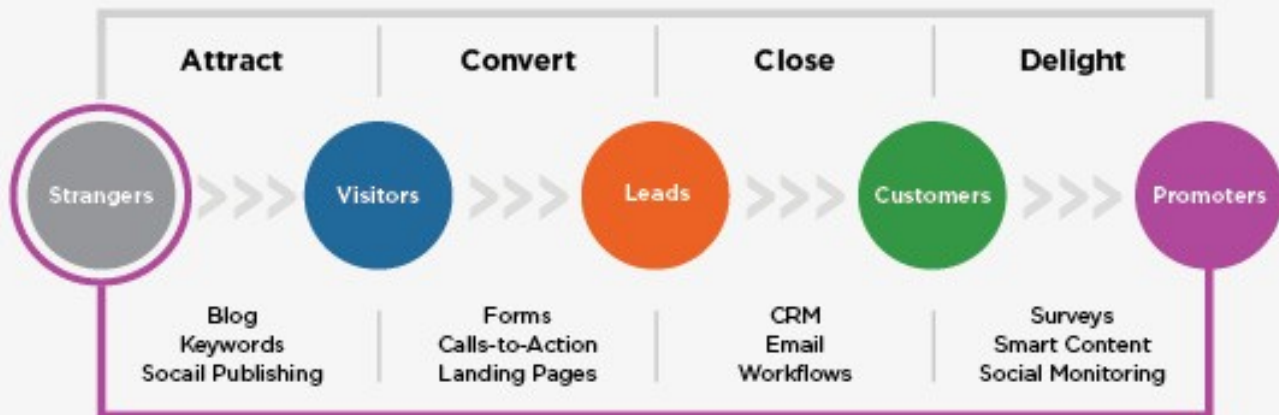 Attract
Convert
Close
Delight
Strangers
Visitors
Leads
Customers
Promoters
Blog
Keywords
Socail Publishing
Forms
Calls-to-Action
Landing Pages
CRM
Email
Workflows
Surveys
Smart Content
Social Monitoring